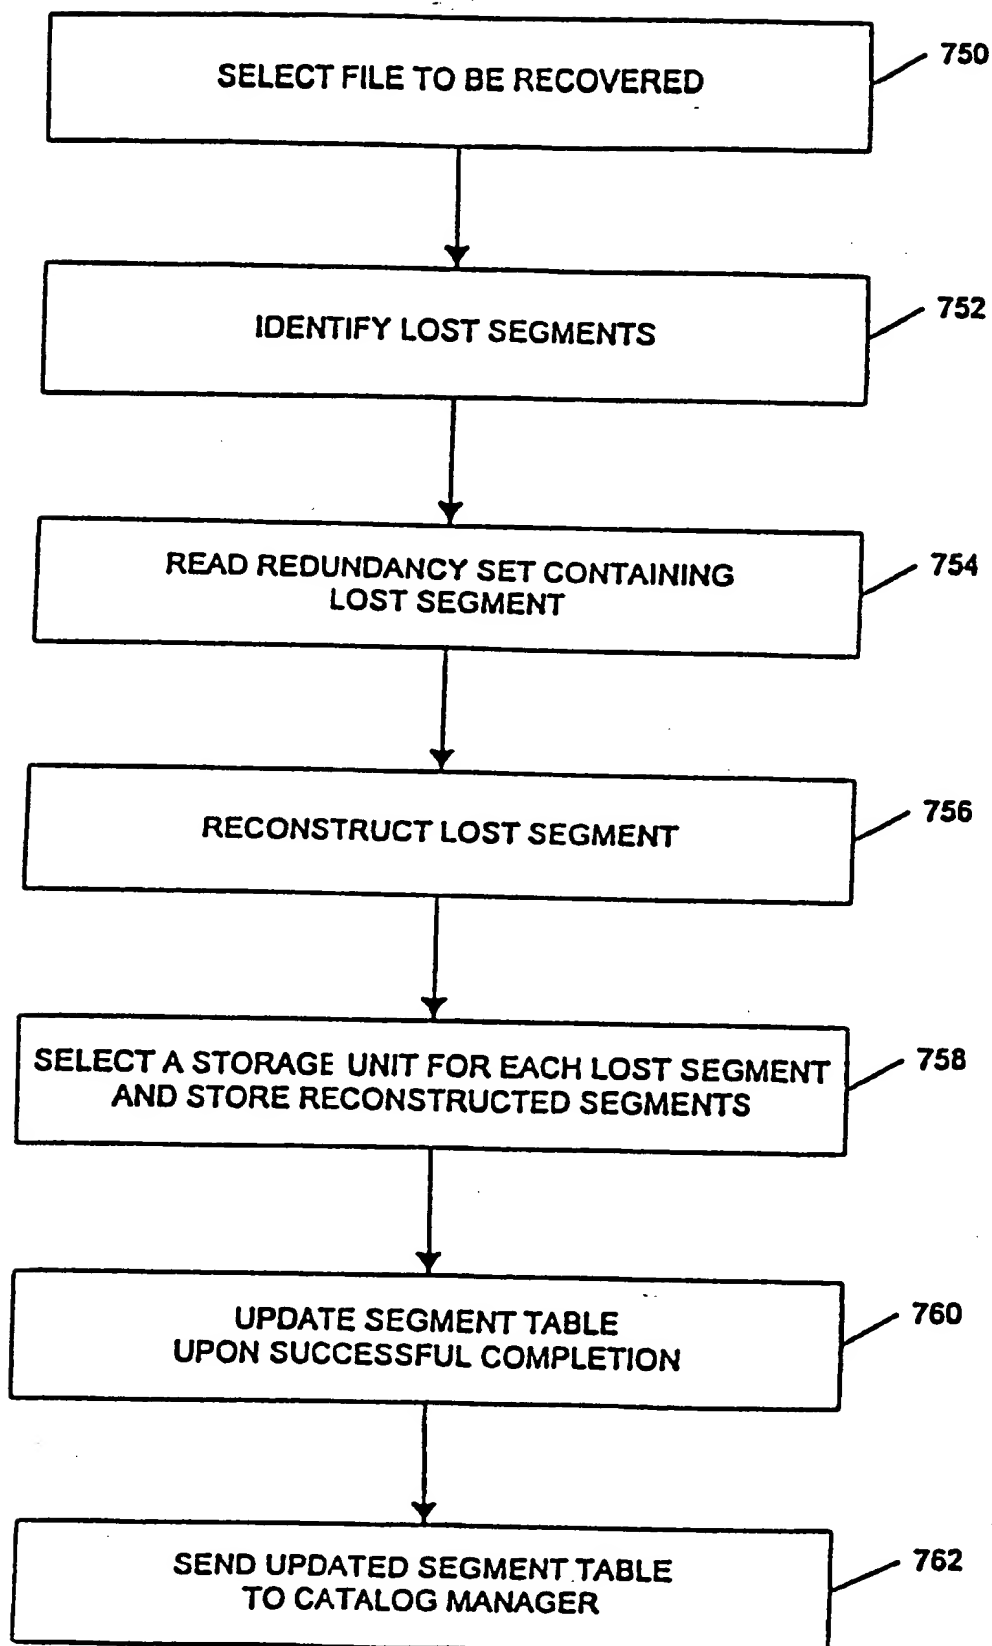 SELECT FILE TO BE RECOVERED
750
IDENTIFY LOST SEGMENTS
752
READ REDUNDANCY SET CONTAINING
LOST SEGMENT
754
RECONSTRUCT LOST SEGMENT
756
SELECT A STORAGE UNIT FOR EACH LOST SEGMENT
AND STORE RECONSTRUCTED SEGMENTS
758
UPDATE SEGMENT TABLE
UPON SUCCESSFUL COMPLETION
760
SEND UPDATED SEGMENT TABLE
TO CATALOG MANAGER
762